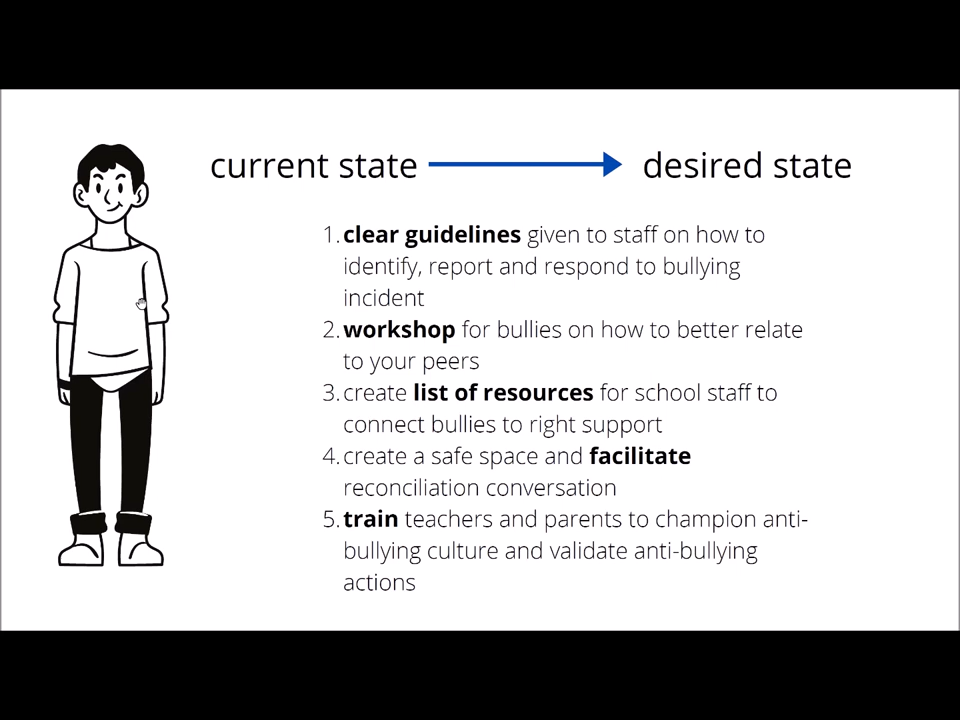 current state
desired state
1. clear guidelines given to staff on how to
identify, report and respond to bullying
incident
2. workshop for bullies on how to better relate
to your peers
3. create list of resources for school staff to
connect bullies to right support
4. create a safe space and facilitate
reconciliation conversation
5. train teachers and parents to champion anti-
bullying culture and validate anti-bullying
actions